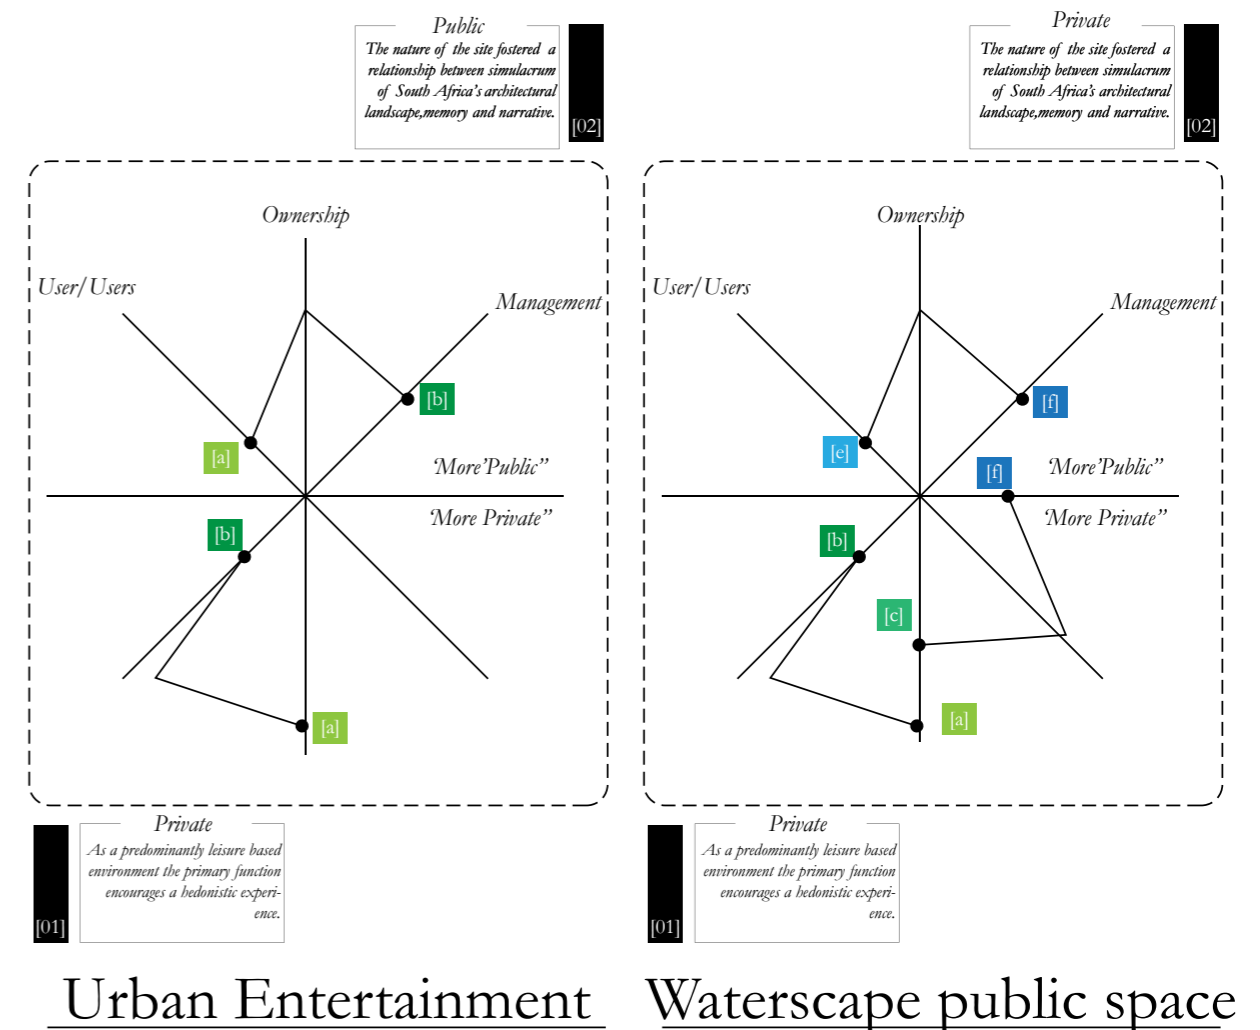 Public
The nature of the site fostered a
relationship between simulacrum
of South Africa's architectural
landscape,memory and narrative.
[02]
Ownership
User/Users
Management
[b]
[a]
'More'Public"
'More Private"
[b]
[a]
Private
As a predominantly leisure based
environment the primary function
encourages a hedonistic experi-
ence.
[01]
Urban Entertainment
Private
The nature of the site fostered a
relationship between simulacrum
of South Africa's architectural
landscape,memory and narrative.
[02]
Ownership
User/Users
Management
[f]
[e]
'More'Public"
[f]
'More Private"
[b]
[c]
[a]
Private
As a predominantly leisure based
environment the primary function
encourages a hedonistic experi-
ence.
[01]
Waterscape public space